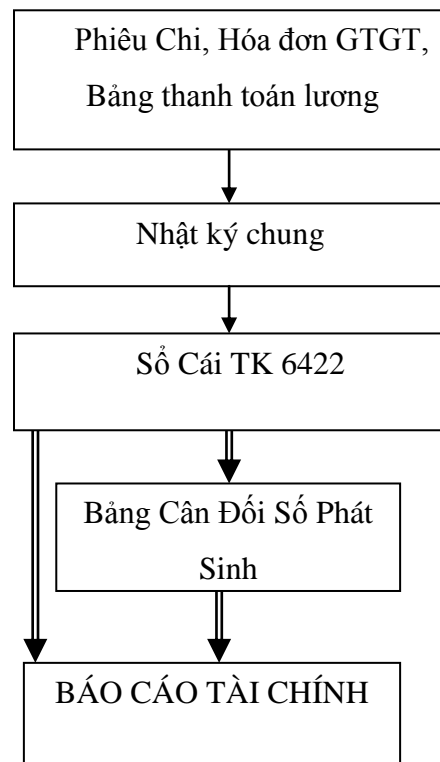 Phiêu Chi, Hóa đơn GTGT,
Bảng thanh toán lương
Nhật ký chung
Sổ Cái TK 6422
Bảng Cân Đối Số Phát
Sinh
BÁO CÁO TÀI CHÍNH